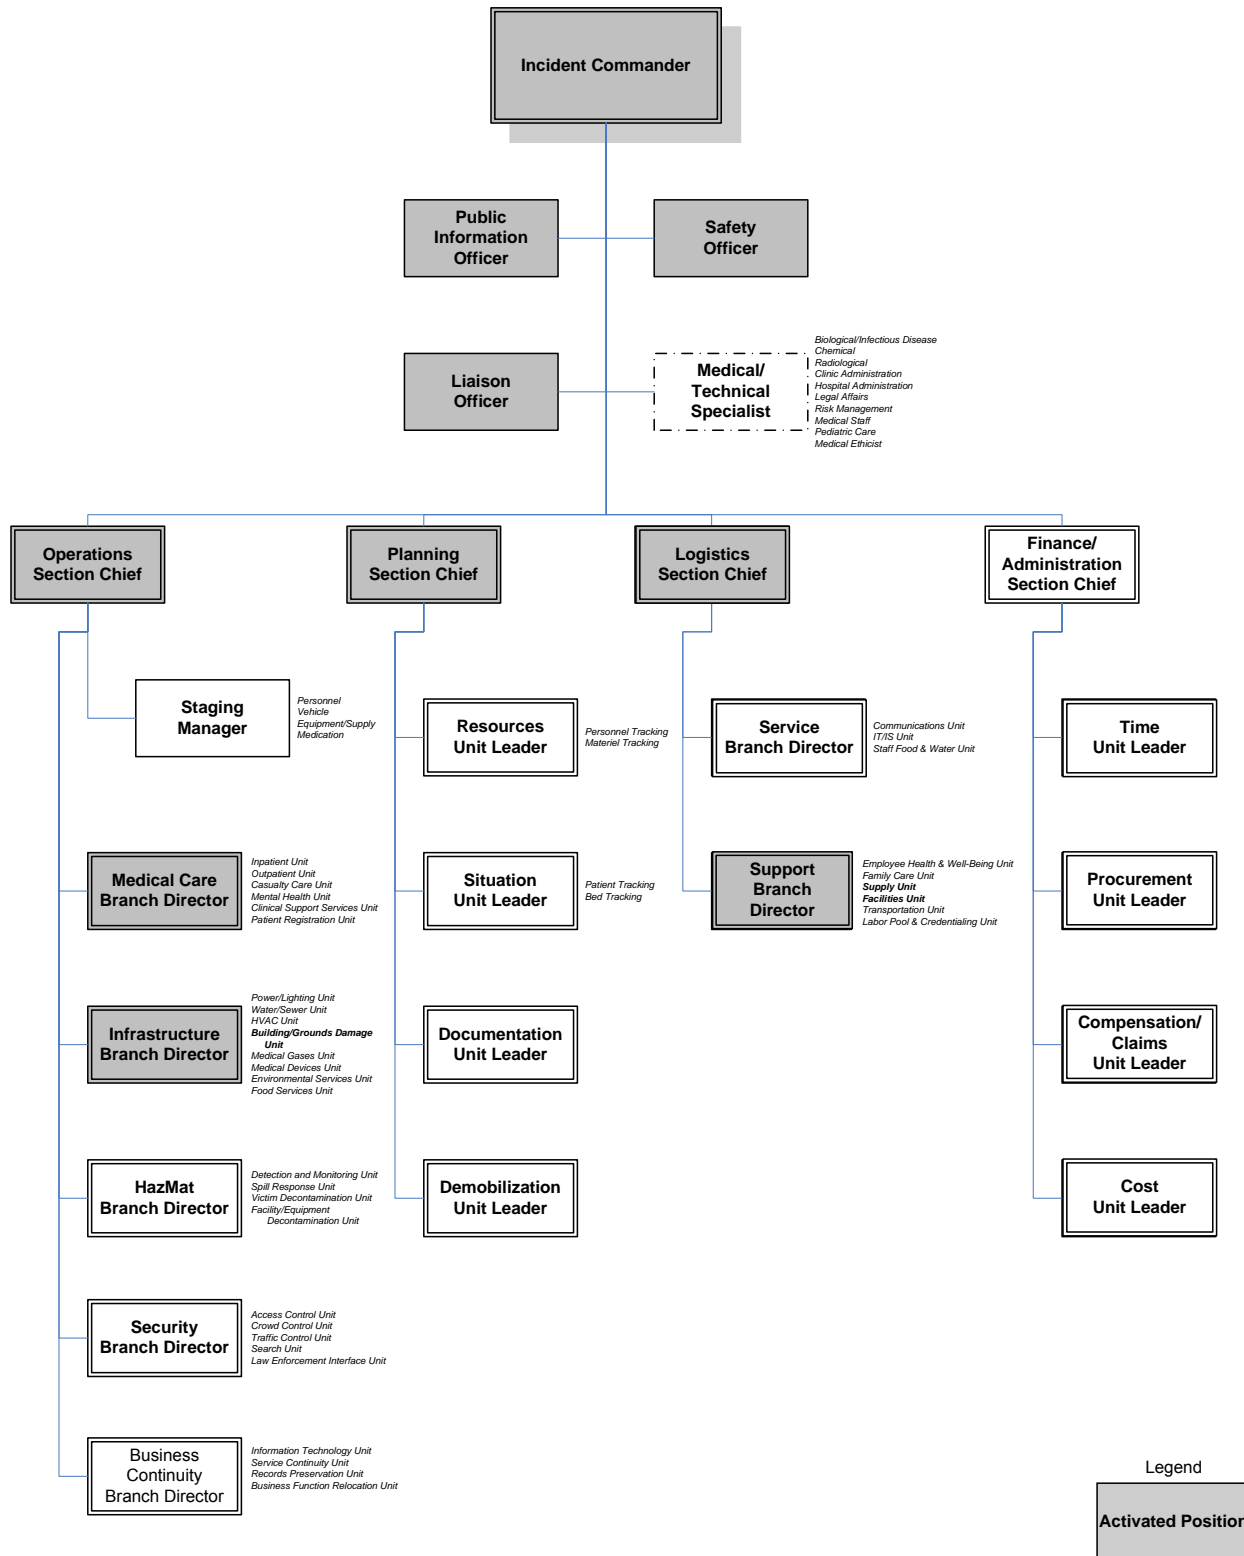 Incident Commander
Public
Information
Officer
Safety
Officer
Liaison
Officer
Medical/
Technical
Specialist
Biological/Infectious Disease
Chemical
Radiological
Clinic Administration
Hospital Administration
Legal Affairs
Risk Management
Medical Staff
Pediatric Care
Medical Ethicist
Operations
Section Chief
Planning
Section Chief
Logistics
Section Chief
Finance/
Administration
Section Chief
Staging
Manager
Personnel
Vehicle
Equipment/Supply
Medication
Resources
Unit Leader
Personnel Tracking
Materiel Tracking
Service
Branch Director
Communications Unit
IT/IS Unit
Staff Food & Water Unit
Time
Unit Leader
Medical Care
Branch Director
Inpatient Unit
Outpatient Unit
Casualty Care Unit
Mental Health Unit
Clinical Support Services Unit
Patient Registration Unit
Situation
Unit Leader
Patient Tracking
Bed Tracking
Support
Branch
Director
Employee Health & Well-Being Unit
Family Care Unit
Supply Unit
Facilities Unit
Transportation Unit
Labor Pool & Credentialing Unit
Procurement
Unit Leader
Infrastructure
Branch Director
Power/Lighting Unit
Water/Sewer Unit
HVAC Unit
Building/Grounds Damage
Unit
Medical Gases Unit
Medical Devices Unit
Environmental Services Unit
Food Services Unit
Documentation
Unit Leader
Compensation/
Claims
Unit Leader
HazMat
Branch Director
Detection and Monitoring Unit
Spill Response Unit
Victim Decontamination Unit
Facility/Equipment
Decontamination Unit
Demobilization
Unit Leader
Cost
Unit Leader
Security
Branch Director
Access Control Unit
Crowd Control Unit
Traffic Control Unit
Search Unit
Law Enforcement Interface Unit
Business
Continuity
Branch Director
Information Technology Unit
Service Continuity Unit
Records Preservation Unit
Business Function Relocation Unit
Legend
Activated Position